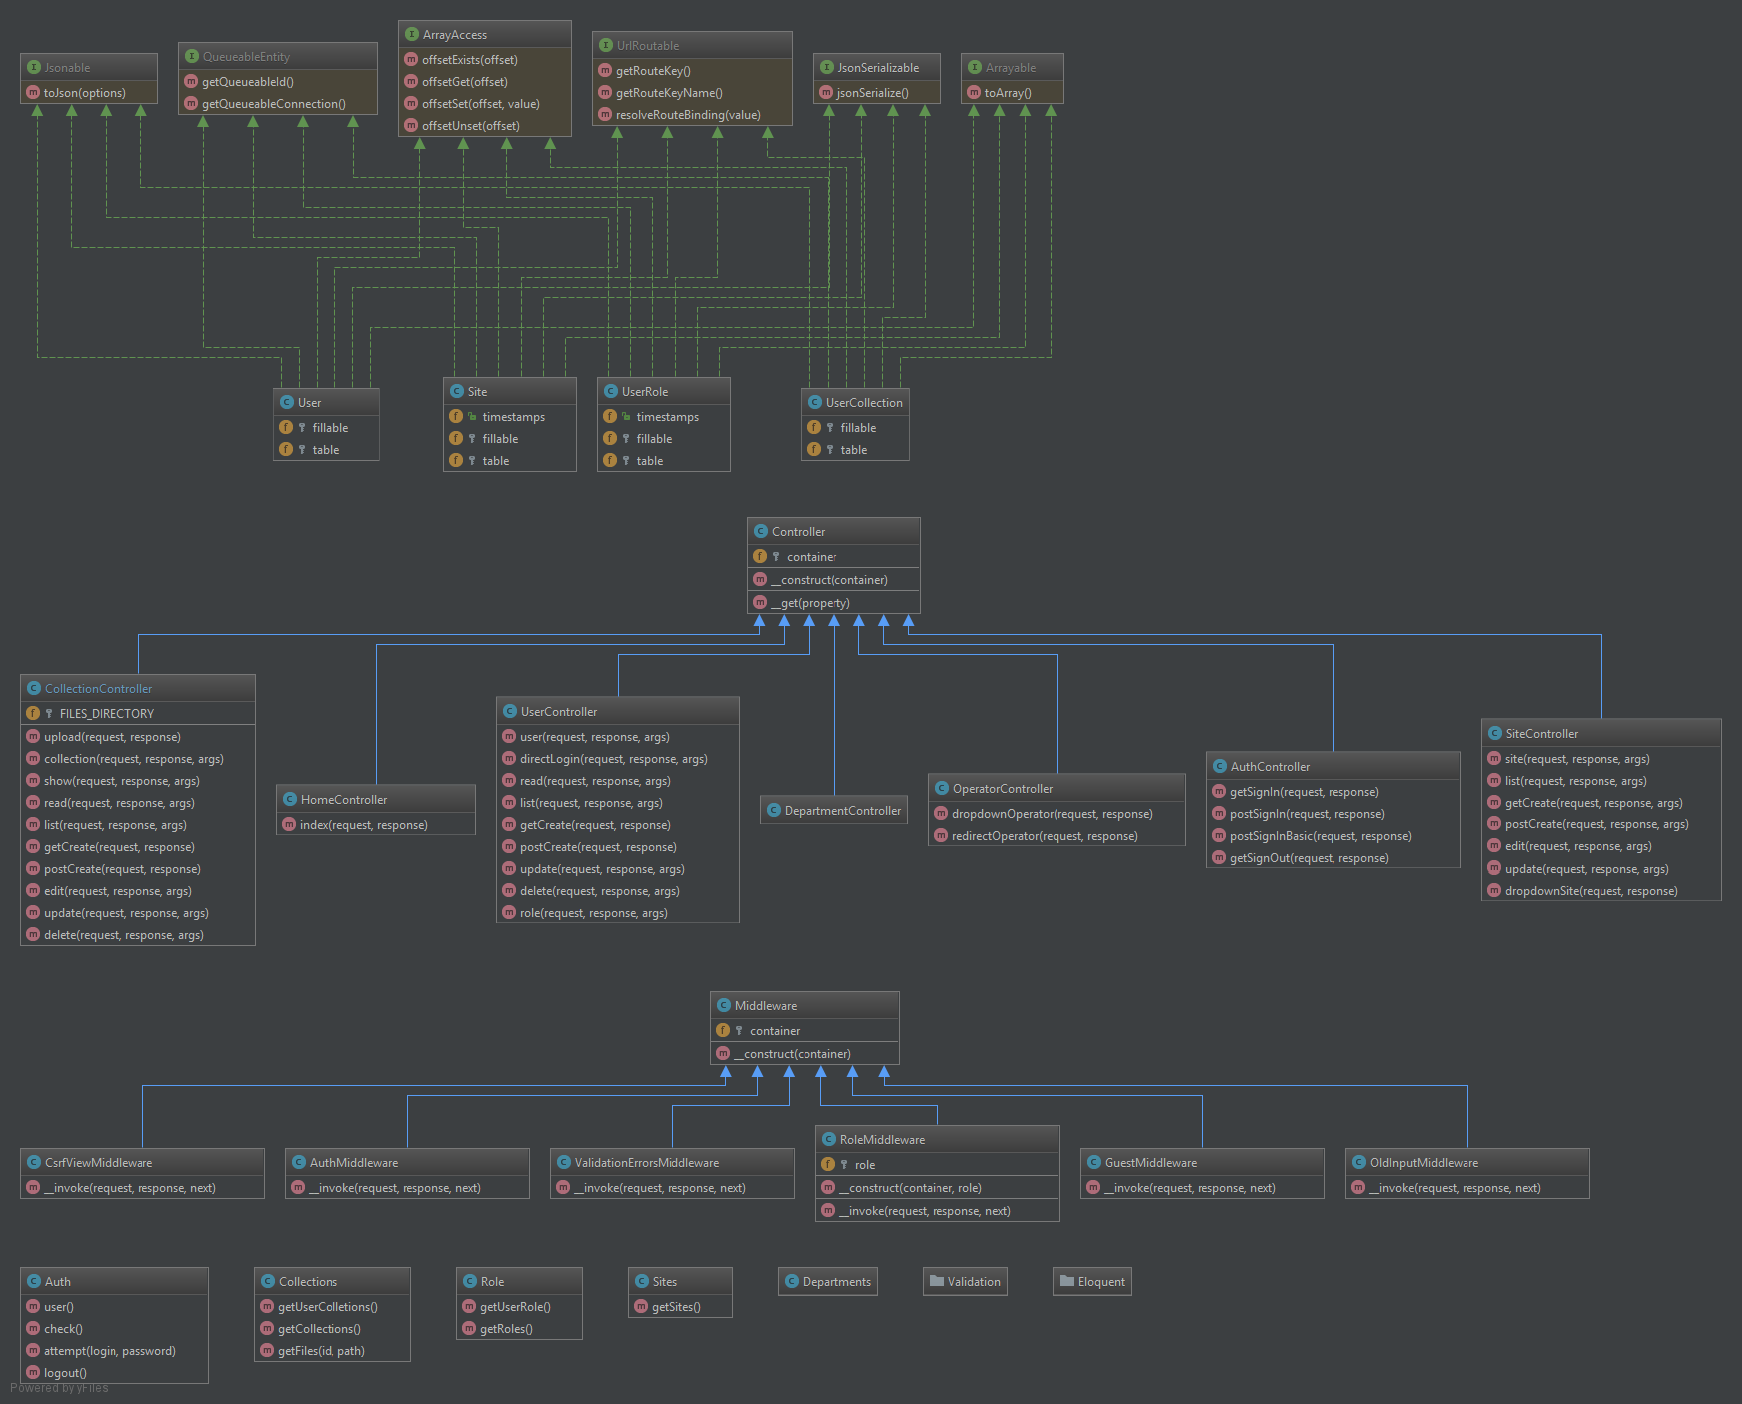 Jsonable
toJson(options)
QueueableEntity
getQueueableId()
getQueueableConnection()
ArrayAccess
offsetExists(offset)
offsetGet(offset)
offsetSet(offset, value)
offsetUnset(offset)
UrlRoutable
getRouteKey()
getRouteKeyName()
resolveRouteBinding(value)
JsonSerializable
jsonSerialize()
Arrayable
toArray()
User
fillable
table
Site
timestamps
fillable
table
UserRole
timestamps
fillable
table
UserCollection
fillable
table
Controller
container
__construct(container)
__get(property)
CollectionController
FILES_DIRECTORY
upload(request, response)
collection(request, response, args)
show(request, response, args)
read(request, response, args)
list(request, response, args)
getCreate(request, response)
postCreate(request, response)
edit(request, response, args)
update(request, response, args)
delete(request, response, args)
HomeController
index(request, response)
UserController
user(request, response, args)
directLogin(request, response, args)
read(request, response, args)
list(request, response, args)
getCreate(request, response)
postCreate(request, response)
update(request, response, args)
delete(request, response, args)
role(request, response, args)
DepartmentController
OperatorController
dropdownOperator(request, response)
redirectOperator(request, response)
AuthController
getSignIn(request, response)
postSignIn(request, response)
postSignInBasic(request, response)
getSignOut(request, response)
SiteController
site(request, response, args)
list(request, response, args)
getCreate(request, response, args)
postCreate(request, response, args)
edit(request, response, args)
update(request, response, args)
dropdownSite(request, response)
Middleware
container
__construct(container)
CsrfViewMiddleware
__invoke(request, response, next)
AuthMiddleware
__invoke(request, response, next)
ValidationErrorsMiddleware
__invoke(request, response, next)
RoleMiddleware
role
__construct(container, role)
__invoke(request, response, next)
GuestMiddleware
__invoke(request, response, next)
OldInputMiddleware
__invoke(request, response, next)
Auth
user()
check()
attempt(login, password)
logout()
Collections
getUserColletions()
getCollections()
getFiles(id, path)
Role
getUserRole()
getRoles()
Sites
getSites()
Departments
Validation
Eloquent
Powered by yFiles